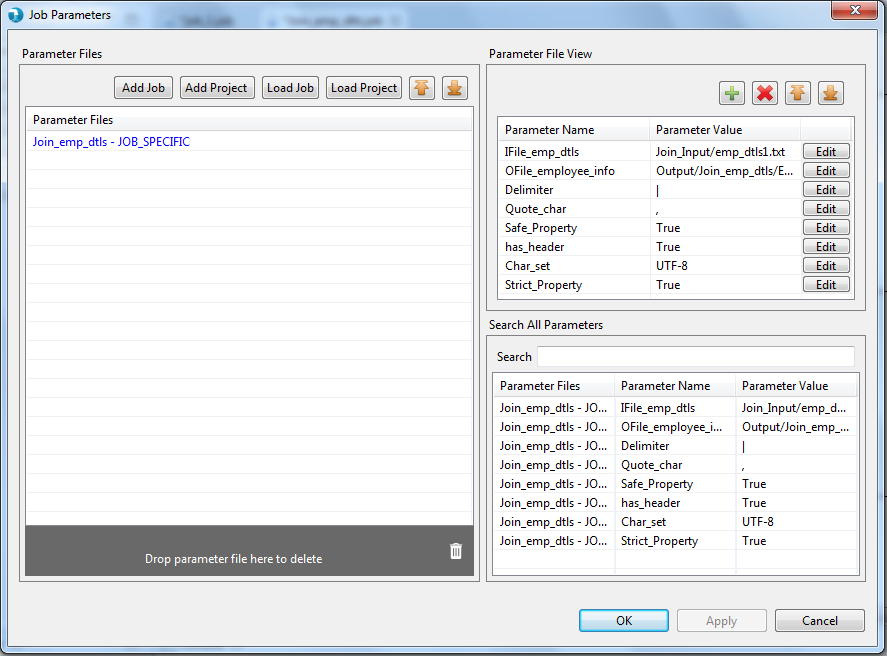 Job Parameters
Parameter Files
Add Job Add Project Load Job Load Project
Parameter Files
Join_emp_dtls - JOB_SPECIFIC
Drop parameter file here to delete
Parameter File View
Parameter Name Parameter Value
IFile_emp_dtls Join_Input/emp_dtls1.txt Edit
OFile_employee_info Output/Join_emp_dtls/E... Edit
Delimiter | Edit
Quote_char , Edit
Safe_Property True Edit
has_header True Edit
Char_set UTF-8 Edit
Strict_Property True Edit
Search All Parameters
Search
Parameter Files Parameter Name Parameter Value
Join_emp_dtls - JO... IFile_emp_dtls Join_Input/emp_d...
Join_emp_dtls - JO... OFile_employee_i... Output/Join_emp_...
Join_emp_dtls - JO... Delimiter |
Join_emp_dtls - JO... Quote_char ,
Join_emp_dtls - JO... Safe_Property True
Join_emp_dtls - JO... has_header True
Join_emp_dtls - JO... Char_set UTF-8
Join_emp_dtls - JO... Strict_Property True
OK Apply Cancel